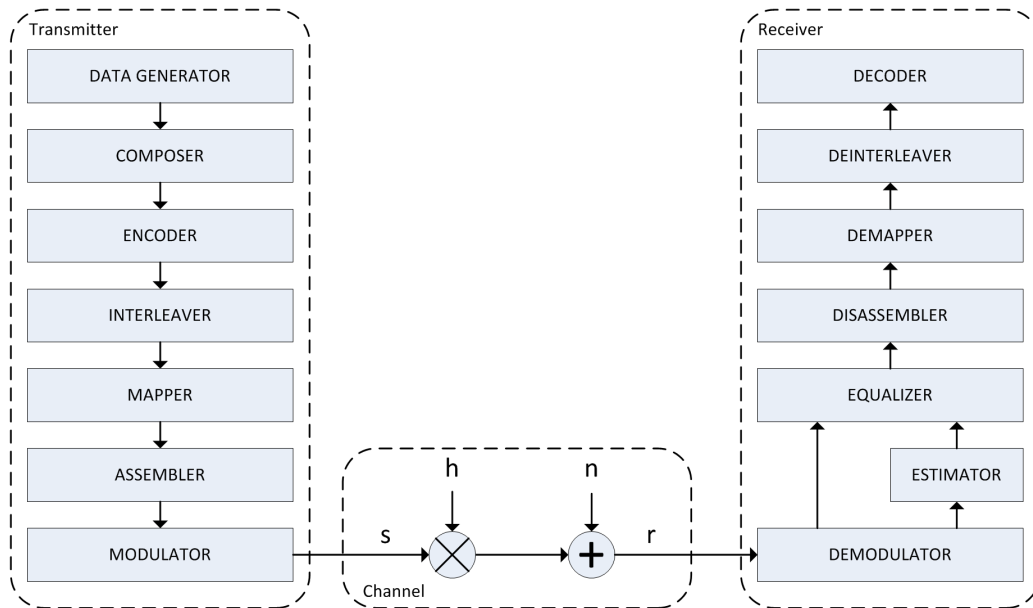 Transmitter
DATA GENERATOR
COMPOSER
ENCODER
INTERLEAVER
MAPPER
ASSEMBLER
MODULATOR
h
n
s
r
Channel
Receiver
DECODER
DEINTERLEAVER
DEMAPPER
DISASSEMBLER
EQUALIZER
ESTIMATOR
DEMODULATOR